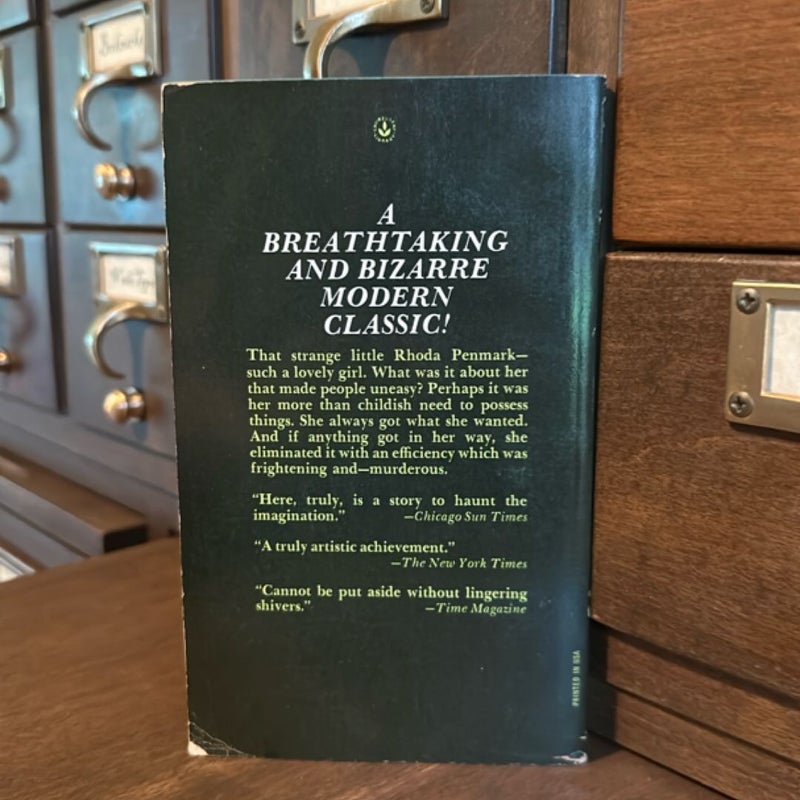 A
BREATHTAKING
AND BIZARRE
MODERN
CLASSIC!
That strange little Rhoda Penmark—
such a lovely girl. What was it about her
that made people uneasy? Perhaps it was
her more than childish need to possess
things. She always got what she wanted.
And if anything got in her way, she
eliminated it with an efficiency which was
frightening and—murderous.
“Here, truly, is a story to haunt the
imagination.” —Chicago Sun Times
“A truly artistic achievement.”
—The New York Times
“Cannot be put aside without lingering
shivers.” —Time Magazine
PRINTED IN USA